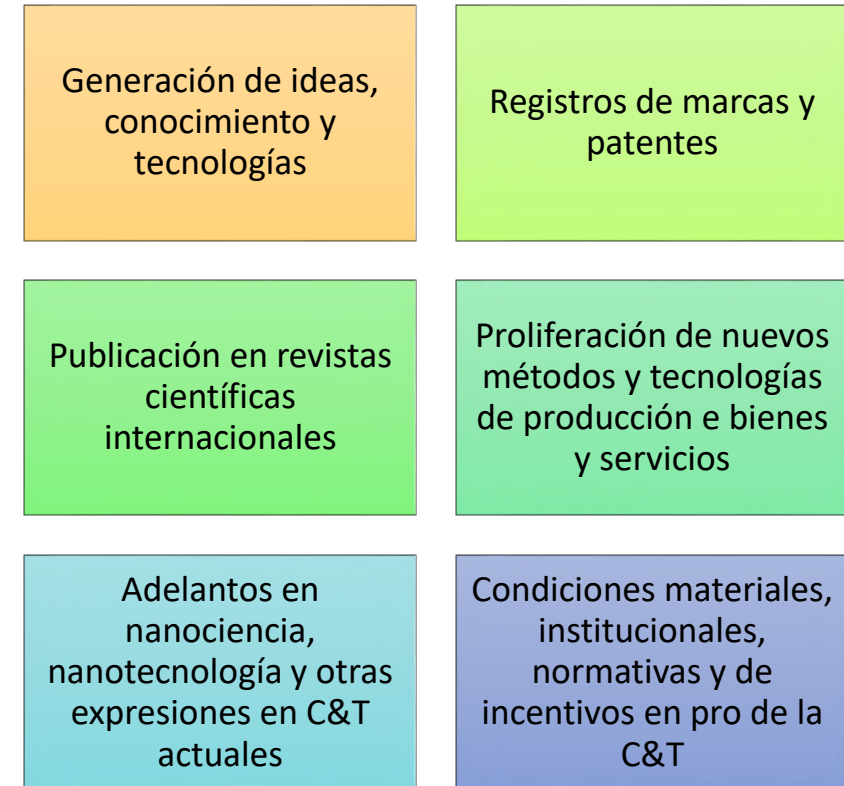 Generación de ideas,
conocimiento y
tecnologías
Registros de marcas y
patentes
Publicación en revistas
científicas
internacionales
Proliferación de nuevos
métodos y tecnologías
de producción e bienes
y servicios
Adelantos en
nanociencia,
nanotecnología y otras
expresiones en C&T
actuales
Condiciones materiales,
institucionales,
normativas y de
incentivos en pro de la
C&T